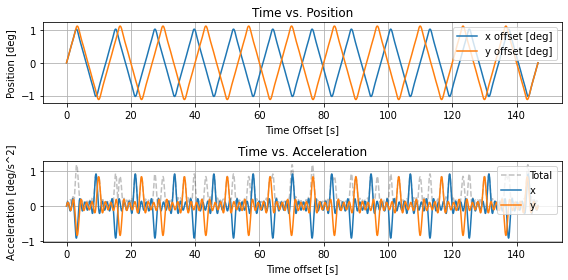 Time vs. Position
Position [deg]
1
0
−1
x offset [deg]
y offset [deg]
0 20 40 60 80 100 120 140
Time Offset [s]
Time vs. Acceleration
Acceleration [deg/s^2]
1
0
−1
Total
x
y
0 20 40 60 80 100 120 140
Time offset [s]